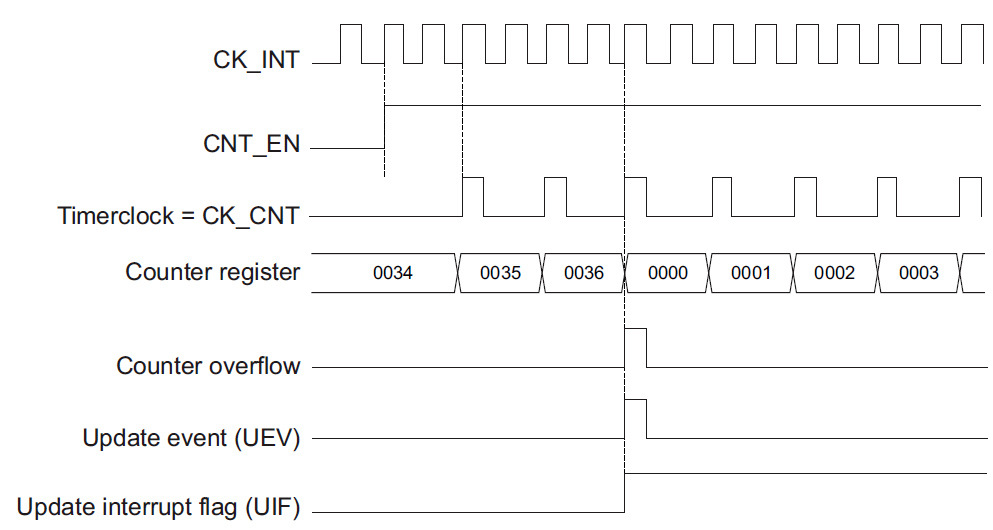 CK_INT
CNT_EN
Timerclock = CK_CNT
Counter register 0034 0035 0036 0000 0001 0002 0003
Counter overflow
Update event (UEV)
Update interrupt flag (UIF)